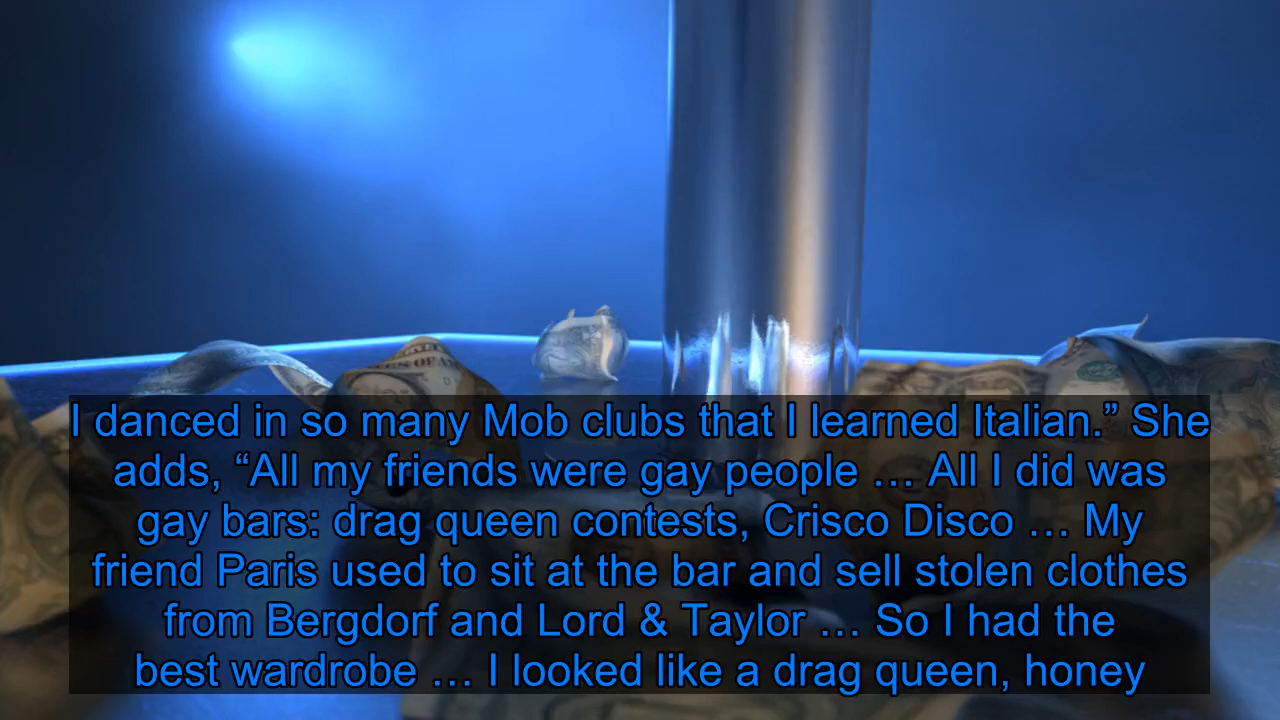 I danced in so many Mob clubs that I learned Italian.” She
adds, “All my friends were gay people … All I did was
gay bars: drag queen contests, Crisco Disco … My
friend Paris used to sit at the bar and sell stolen clothes
from Bergdorf and Lord & Taylor … So I had the
best wardrobe … I looked like a drag queen, honey